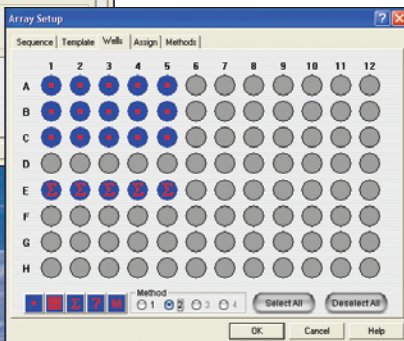 Array Setup
Sequence Template Wells Assign Methods
1 2 3 4 5 6 7 8 9 10 11 12
A
B
C
D
E Σ Σ Σ Σ Σ
F
G
H
Σ ? M
Method
1 2 3 4
Select All Deselect All
OK Cancel Help